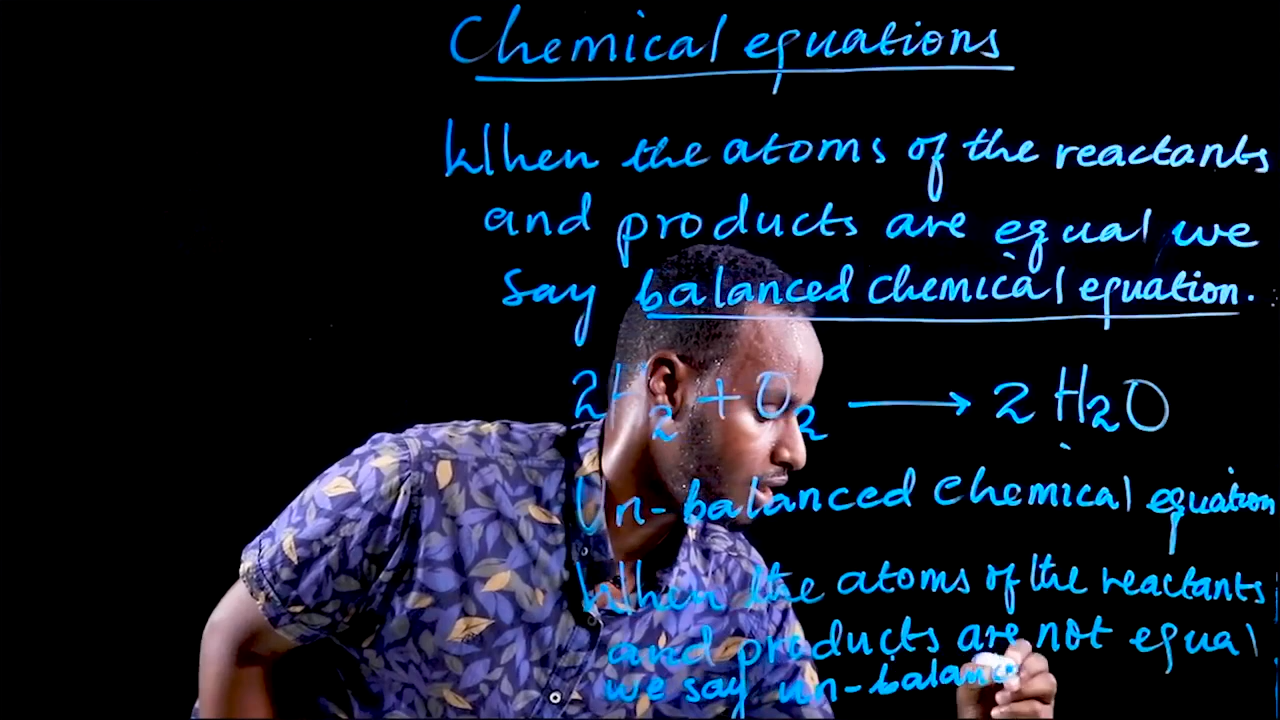 Chemical equations
When the atoms of the reactants
and products are equal we
say balanced chemical equation.
2H₂ + O₂ ⟶ 2 H₂O
Un-balanced chemical equation
When the atoms of the reactants
and products are not equal
we say un-balanc